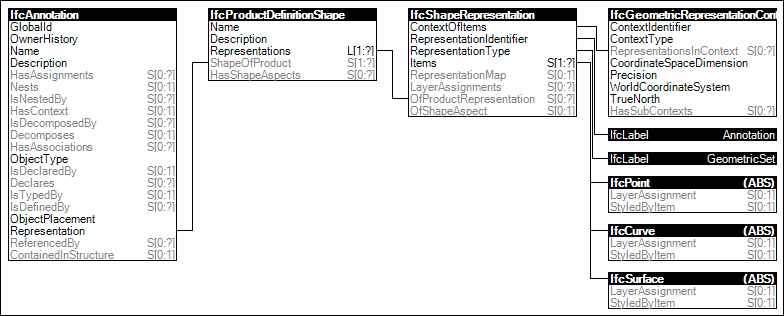 IfcAnnotation
GlobalId
OwnerHistory
Name
Description
HasAssignments S[0:?]
Nests S[0:1]
IsNestedBy S[0:?]
HasContext S[0:1]
IsDecomposedBy S[0:?]
Decomposes S[0:1]
HasAssociations S[0:?]
ObjectType
IsDeclaredBy S[0:1]
Declares S[0:?]
IsTypedBy S[0:1]
IsDefinedBy S[0:?]
ObjectPlacement
Representation
ReferencedBy S[0:?]
ContainedInStructure S[0:1]
IfcProductDefinitionShape
Name
Description
Representations L[1:?]
ShapeOfProduct S[1:?]
HasShapeAspects S[0:?]
IfcShapeRepresentation
ContextOfItems
RepresentationIdentifier
RepresentationType
Items S[1:?]
RepresentationMap S[0:1]
LayerAssignments S[0:?]
OfProductRepresentation S[0:?]
OfShapeAspect S[0:1]
IfcGeometricRepresentationCon
ContextIdentifier
ContextType
RepresentationsInContext S[0:?]
CoordinateSpaceDimension
Precision
WorldCoordinateSystem
TrueNorth
HasSubContexts S[0:?]
IfcLabel Annotation
IfcLabel GeometricSet
IfcPoint (ABS)
LayerAssignment S[0:1]
StyledByItem S[0:1]
IfcCurve (ABS)
LayerAssignment S[0:1]
StyledByItem S[0:1]
IfcSurface (ABS)
LayerAssignment S[0:1]
StyledByItem S[0:1]